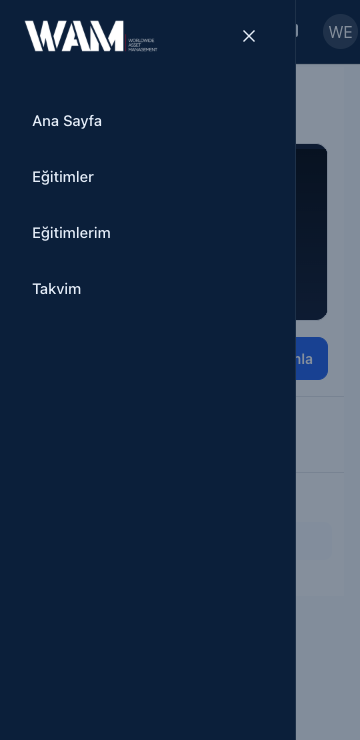 WAM
WORLDWIDE
ASSET
MANAGEMENT
WE
Ana Sayfa
Eğitimler
Eğitimlerim
Takvim
nla